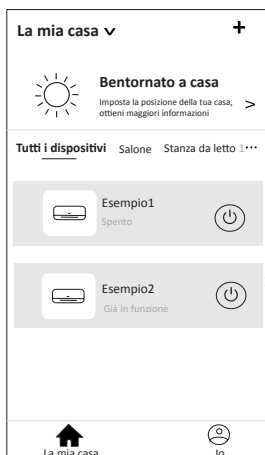 La mia casa
Bentornato a casa
Imposta la posizione della tua casa,
ottieni maggiori informazioni
Tutti i dispositivi Salone Stanza da letto 1···
Esempio1
Spento
Esempio2
Già in funzione
La mia casa Io